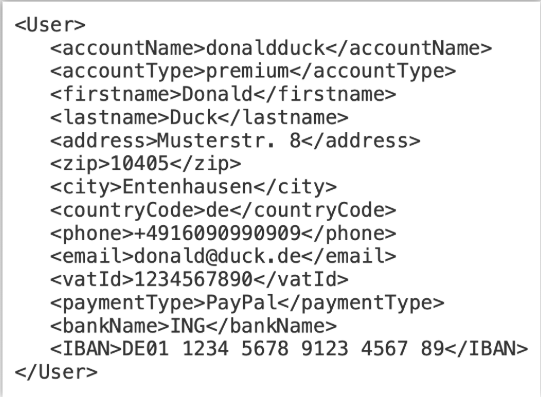 <User>
<accountName>donaldduck</accountName>
<accountType>premium</accountType>
<firstname>Donald</firstname>
<lastname>Duck</lastname>
<address>Musterstr. 8</address>
<zip>10405</zip>
<city>Entenhausen</city>
<countryCode>de</countryCode>
<phone>+4916090990909</phone>
<email>donald@duck.de</email>
<vatId>1234567890</vatId>
<paymentType>PayPal</paymentType>
<bankName>ING</bankName>
<IBAN>DE01 1234 5678 9123 4567 89</IBAN>
</User>